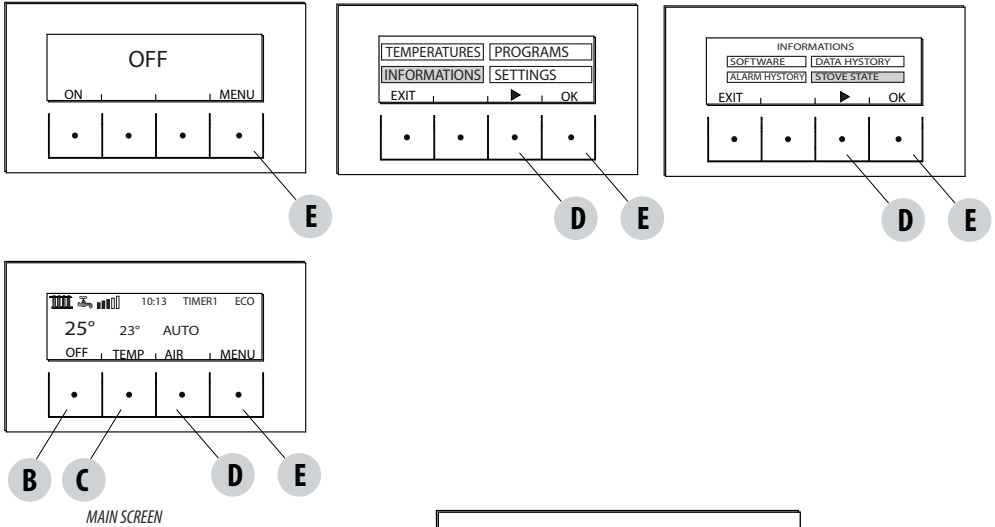 OFF
ON MENU
E
TEMPERATURES PROGRAMS
INFORMATIONS SETTINGS
EXIT ▶ OK
D E
INFORMATIONS
SOFTWARE DATA HYSTORY
ALARM HYSTORY STOVE STATE
EXIT ▶ OK
D E
10:13 TIMER1 ECO
25° 23° AUTO
OFF TEMP AIR MENU
B C D E
MAIN SCREEN